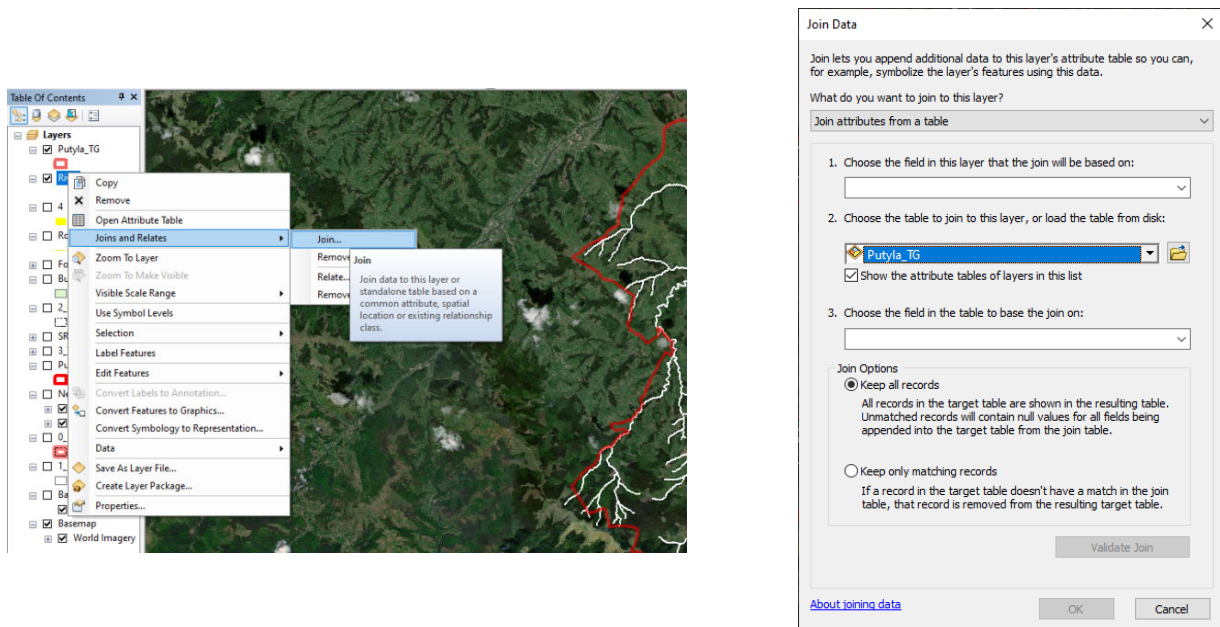 Table Of Contents
Layers
Putyla_TG
Copy
Remove
4
Open Attribute Table
Joins and Relates
Join...
Zoom To Layer
Join
Join data to this layer or
standalone table based on a
common attribute, spatial
location or existing relationship
class.
Zoom To Make Visible
Relate...
Visible Scale Range
Use Symbol Levels
2_
Selection
Label Features
3_
Edit Features
Convert Labels to Annotation...
Convert Features to Graphics...
Convert Symbology to Representation...
0_
Data
Save As Layer File...
1_
Create Layer Package...
Properties...
Basemap
World Imagery
Join Data
Join lets you append additional data to this layer's attribute table so you can,
for example, symbolize the layer's features using this data.
What do you want to join to this layer?
Join attributes from a table
1. Choose the field in this layer that the join will be based on:
2. Choose the table to join to this layer, or load the table from disk:
Putyla_TG
Show the attribute tables of layers in this list
3. Choose the field in the table to base the join on:
Join Options
Keep all records
All records in the target table are shown in the resulting table.
Unmatched records will contain null values for all fields being
appended into the target table from the join table.
Keep only matching records
If a record in the target table doesn't have a match in the join
table, that record is removed from the resulting target table.
Validate Join
About joining data
OK
Cancel